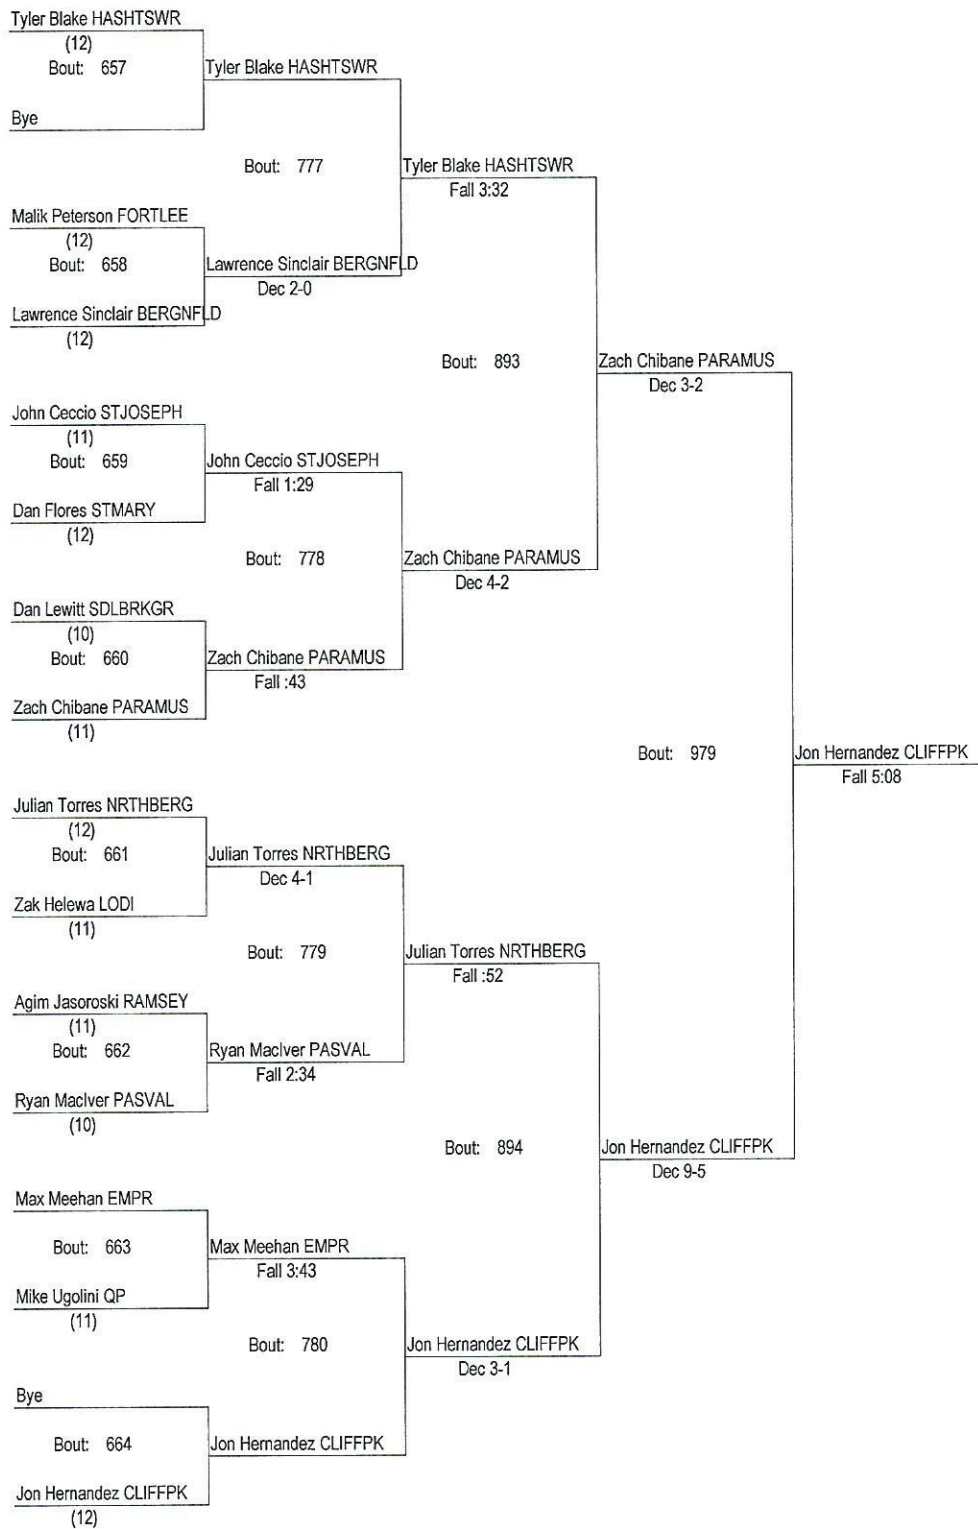 Tyler Blake HASHTSWR
(12)
Bout: 657
Tyler Blake HASHTSWR
Bye
Bout: 777
Tyler Blake HASHTSWR
Fall 3:32
Malik Peterson FORTLEE
(12)
Bout: 658
Lawrence Sinclair BERGNFLD
Dec 2-0
Lawrence Sinclair BERGNFLD
(12)
Bout: 893
Zach Chibane PARAMUS
Dec 3-2
John Ceccio STJOSEPH
(11)
Bout: 659
John Ceccio STJOSEPH
Fall 1:29
Dan Flores STMARY
(12)
Bout: 778
Zach Chibane PARAMUS
Dec 4-2
Dan Lewitt SDLBRKGR
(10)
Bout: 660
Zach Chibane PARAMUS
Fall :43
Zach Chibane PARAMUS
(11)
Bout: 979
Jon Hernandez CLIFFPK
Fall 5:08
Julian Torres NRTHBERG
(12)
Bout: 661
Julian Torres NRTHBERG
Dec 4-1
Zak Helewa LODI
(11)
Bout: 779
Julian Torres NRTHBERG
Fall :52
Agim Jasoroski RAMSEY
(11)
Bout: 662
Ryan MacIver PASVAL
Fall 2:34
Ryan MacIver PASVAL
(10)
Bout: 894
Jon Hernandez CLIFFPK
Dec 9-5
Max Meehan EMPR
Bout: 663
Max Meehan EMPR
Fall 3:43
Mike Ugolini QP
(11)
Bout: 780
Jon Hernandez CLIFFPK
Dec 3-1
Bye
Bout: 664
Jon Hernandez CLIFFPK
Jon Hernandez CLIFFPK
(12)